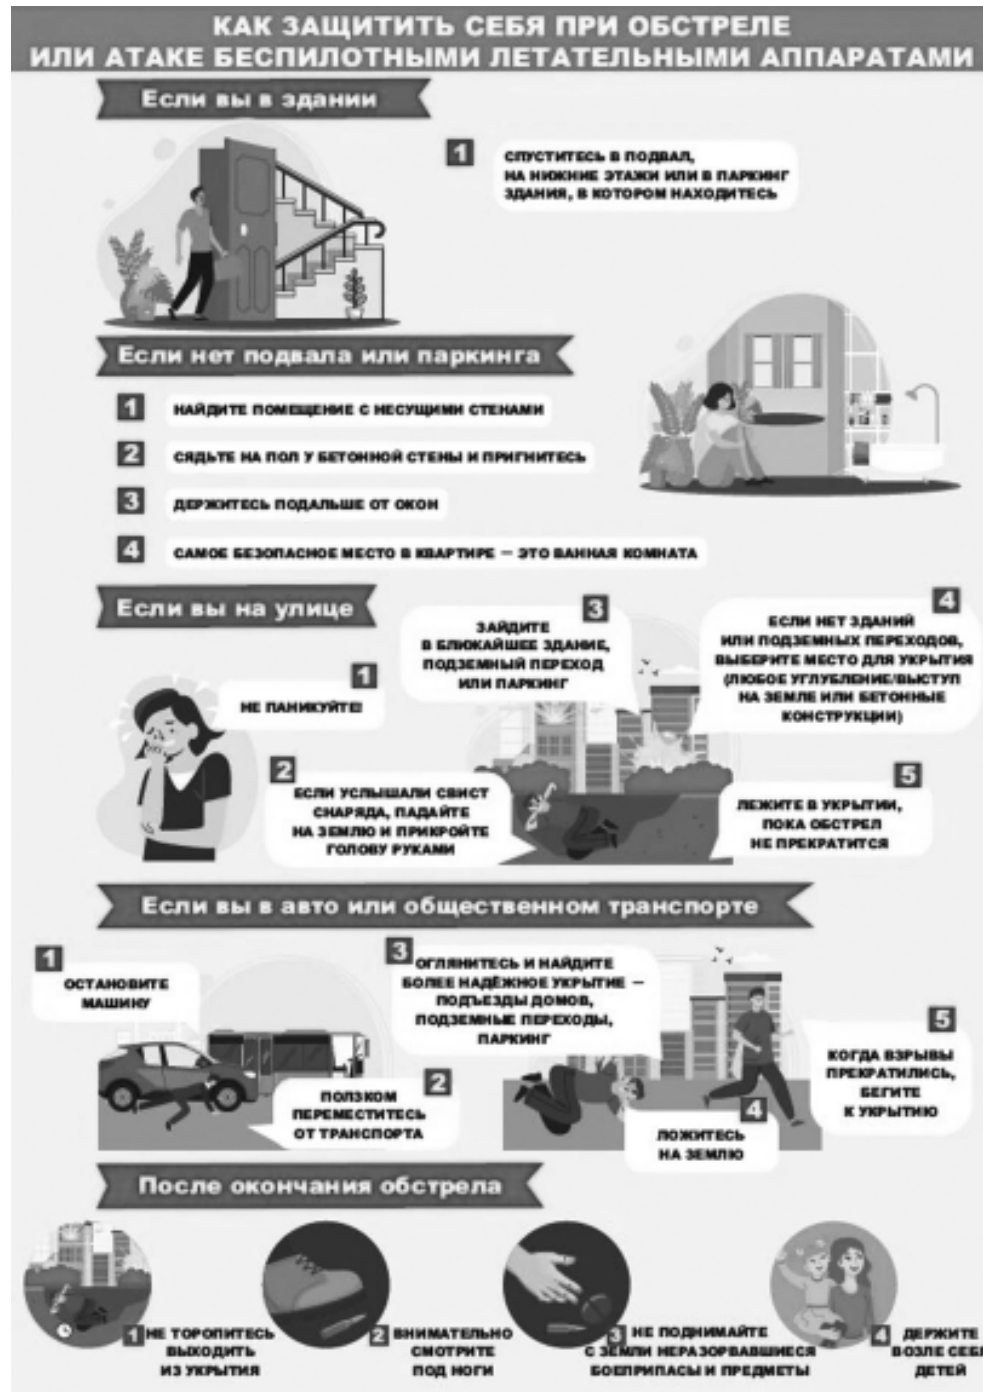 КАК ЗАЩИТИТЬ СЕБЯ ПРИ ОБСТРЕЛЕ
ИЛИ АТАКЕ БЕСПИЛОТНЫМИ ЛЕТАТЕЛЬНЫМИ АППАРАТАМИ
Если вы в здании
1
СПУСТИТЕСЬ В ПОДВАЛ,
НА НИЖНИЕ ЭТАЖИ ИЛИ В ПАРКИНГ
ЗДАНИЯ, В КОТОРОМ НАХОДИТЕСЬ
Если нет подвала или паркинга
1 НАЙДИТЕ ПОМЕЩЕНИЕ С НЕСУЩИМИ СТЕНАМИ
2 СЯДЬТЕ НА ПОЛ У БЕТОННОЙ СТЕНЫ И ПРИГНИТЕСЬ
3 ДЕРЖИТЕСЬ ПОДАЛЬШЕ ОТ ОКОН
4 САМОЕ БЕЗОПАСНОЕ МЕСТО В КВАРТИРЕ — ЭТО ВАННАЯ КОМНАТА
Если вы на улице
1
НЕ ПАНИКУЙТЕ!
2
ЕСЛИ УСЛЫШАЛИ СВИСТ
СНАРЯДА, ПАДАЙТЕ
НА ЗЕМЛЮ И ПРИКРОЙТЕ
ГОЛОВУ РУКАМИ
3
ЗАЙДИТЕ
В БЛИЖАЙШЕЕ ЗДАНИЕ,
ПОДЗЕМНЫЙ ПЕРЕХОД
ИЛИ ПАРКИНГ
4
ЕСЛИ НЕТ ЗДАНИЙ
ИЛИ ПОДЗЕМНЫХ ПЕРЕХОДОВ,
ВЫБЕРИТЕ МЕСТО ДЛЯ УКРЫТИЯ
(ЛЮБОЕ УГЛУБЛЕНИЕ/ВЫСТУП
НА ЗЕМЛЕ ИЛИ БЕТОННЫЕ
КОНСТРУКЦИИ)
5
ЛЕЖИТЕ В УКРЫТИИ,
ПОКА ОБСТРЕЛ
НЕ ПРЕКРАТИТСЯ
Если вы в авто или общественном транспорте
1
ОСТАНОВИТЕ
МАШИНУ
2
ПОЛЗКОМ
ПЕРЕМЕСТИТЕСЬ
ОТ ТРАНСПОРТА
3
ОГЛЯНИТЕСЬ И НАЙДИТЕ
БОЛЕЕ НАДЁЖНОЕ УКРЫТИЕ —
ПОДЪЕЗДЫ ДОМОВ,
ПОДЗЕМНЫЕ ПЕРЕХОДЫ,
ПАРКИНГ
4
ЛОЖИТЕСЬ
НА ЗЕМЛЮ
5
КОГДА ВЗРЫВЫ
ПРЕКРАТИЛИСЬ,
БЕГИТЕ
К УКРЫТИЮ
После окончания обстрела
1 НЕ ТОРОПИТЕСЬ
ВЫХОДИТЬ
ИЗ УКРЫТИЯ
2 ВНИМАТЕЛЬНО
СМОТРИТЕ
ПОД НОГИ
3 НЕ ПОДНИМАЙТЕ
С ЗЕМЛИ НЕРАЗОРВАВШИЕСЯ
БОЕПРИПАСЫ И ПРЕДМЕТЫ
4 ДЕРЖИТЕ
ВОЗЛЕ СЕБЯ
ДЕТЕЙ